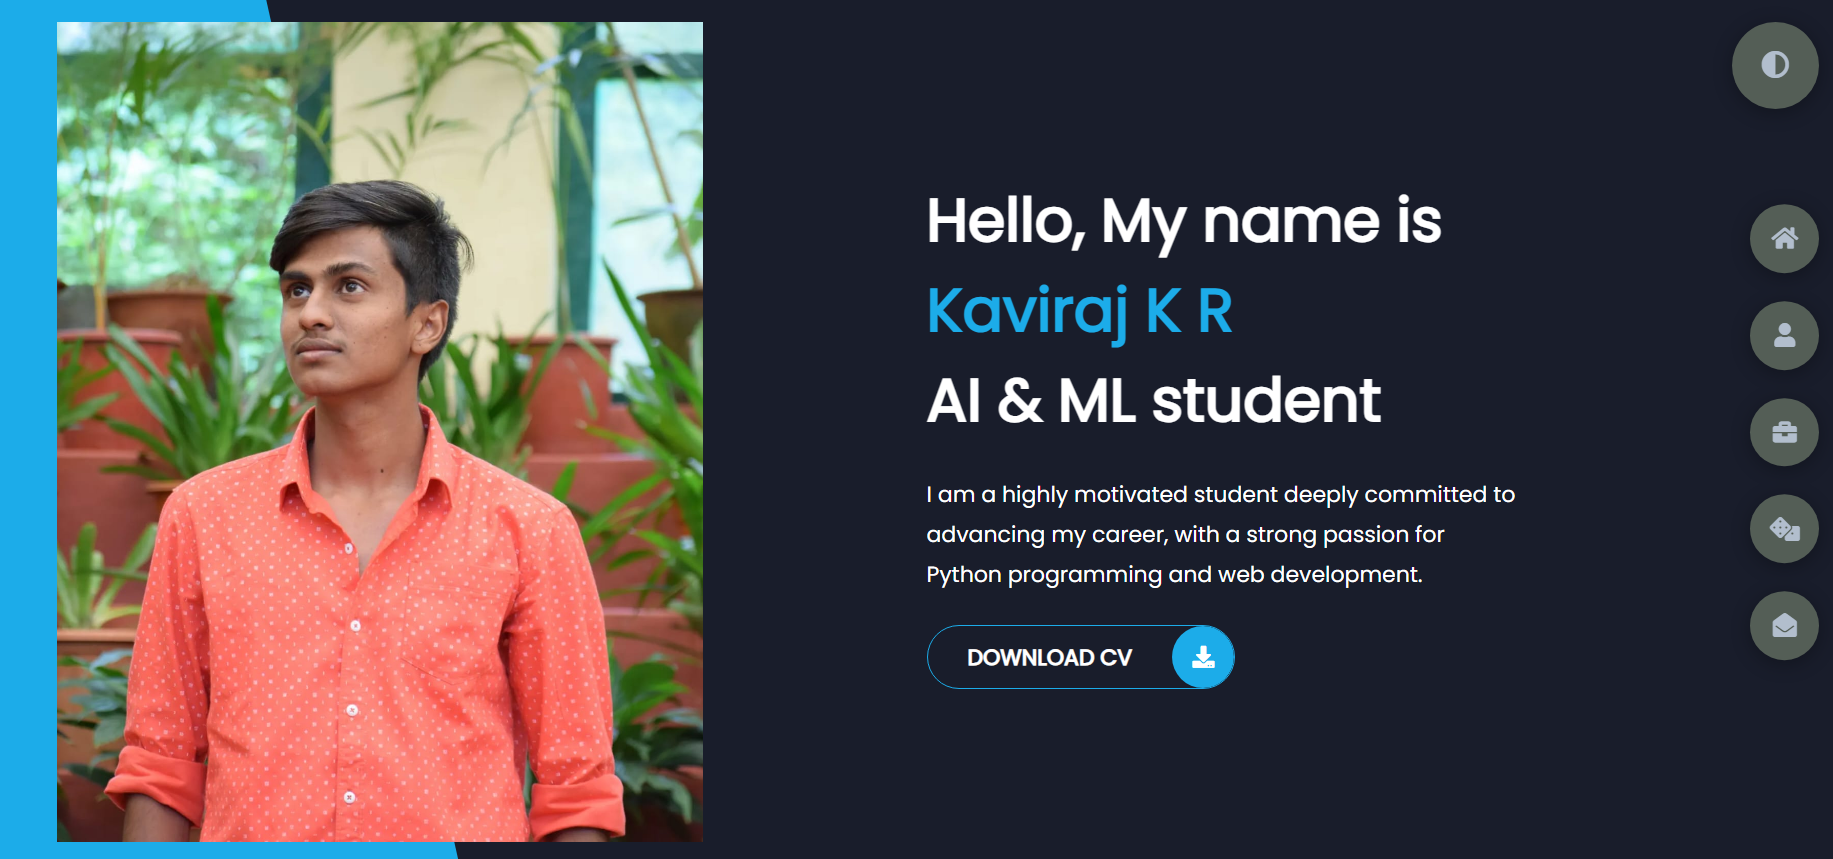 Hello, My name is
Kaviraj K R
AI & ML student
I am a highly motivated student deeply committed to
advancing my career, with a strong passion for
Python programming and web development.
DOWNLOAD CV